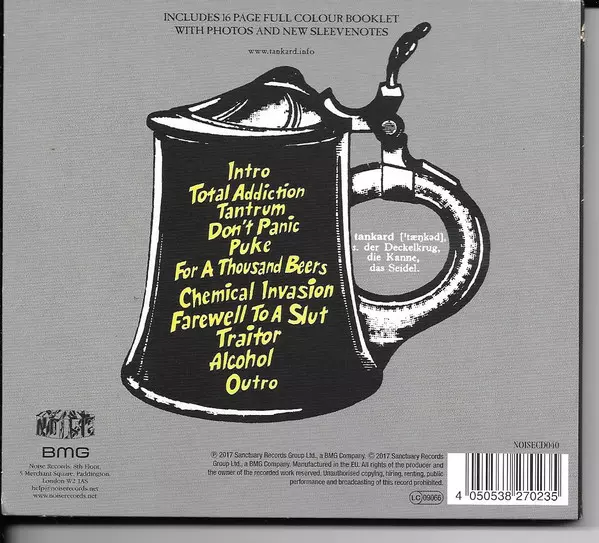 INCLUDES 16 PAGE FULL COLOUR BOOKLET
WITH PHOTOS AND NEW SLEEVENOTES
www.tankard.info
Intro
Total Addiction
Tantrum
Don't Panic
Puke
For A Thousand Beers
Chemical Invasion
Farewell To A Slut
Traitor
Alcohol
Outro
tankard ['tæŋkəd],
s. der Deckelkrug,
die Kanne,
das Seidel.
NOISE
BMG
Noise Records, 8th Floor,
5 Merchant Square, Paddington,
London W2 1AS
help@noiserecords.net
www.noiserecords.net
℗ 2017 Sanctuary Records Group Ltd., a BMG Company. © 2017 Sanctuary Records
Group Ltd., a BMG Company. Manufactured in the EU. All rights of the producer and
the owner of the recorded work reserved. Unauthorised copying, hiring, renting, public
performance and broadcasting of this record prohibited.
LC 09066
NOISECD040
4 050538 270235